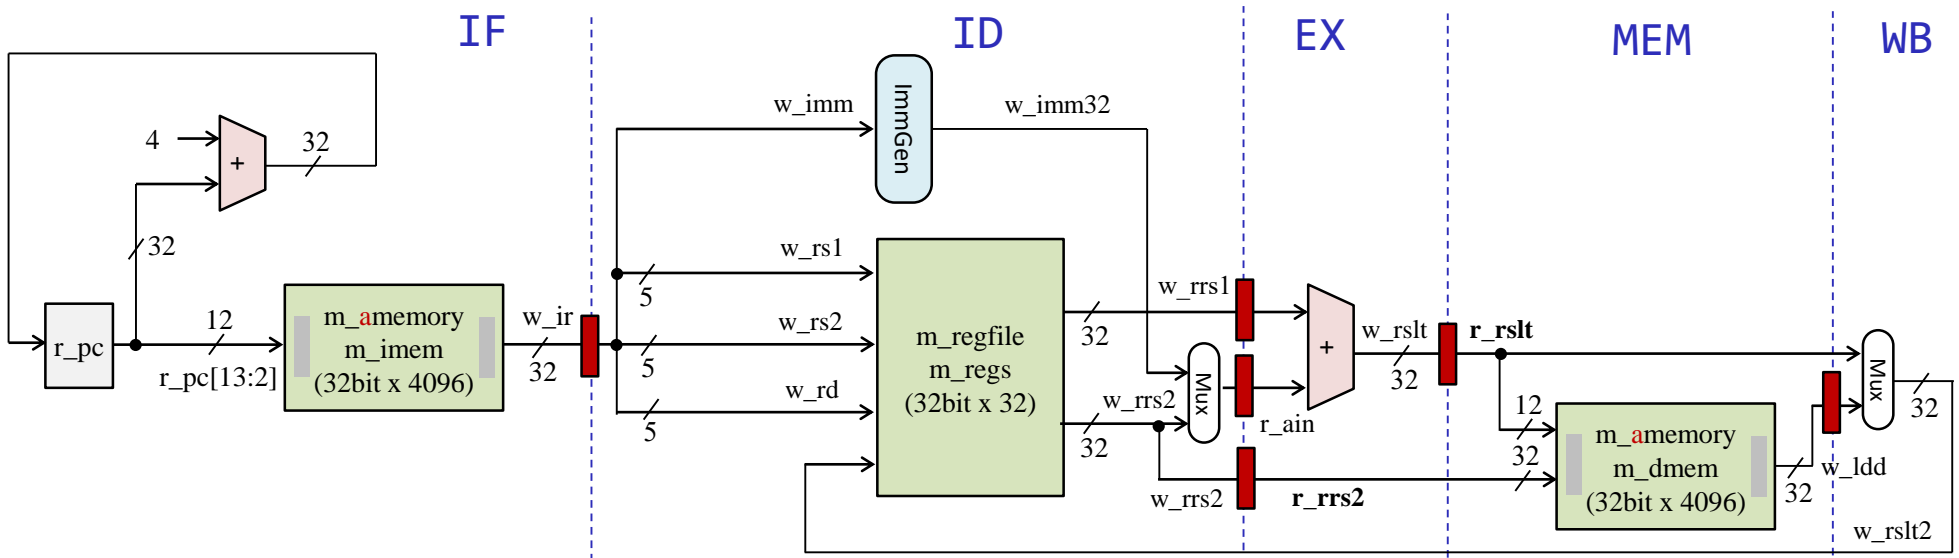 IF
ID
EX
MEM
WB
4
+
32
32
r_pc
12
r_pc[13:2]
m_amemory
m_imem
(32bit x 4096)
w_ir
32
w_imm
ImmGen
w_imm32
w_rs1
5
w_rs2
5
w_rd
5
m_regfile
m_regs
(32bit x 32)
w_rrs1
32
w_rrs2
32
Mux
r_ain
w_rrs2
r_rrs2
+
w_rslt
32
r_rslt
12
32
m_amemory
m_dmem
(32bit x 4096)
32
w_ldd
Mux
32
w_rslt2